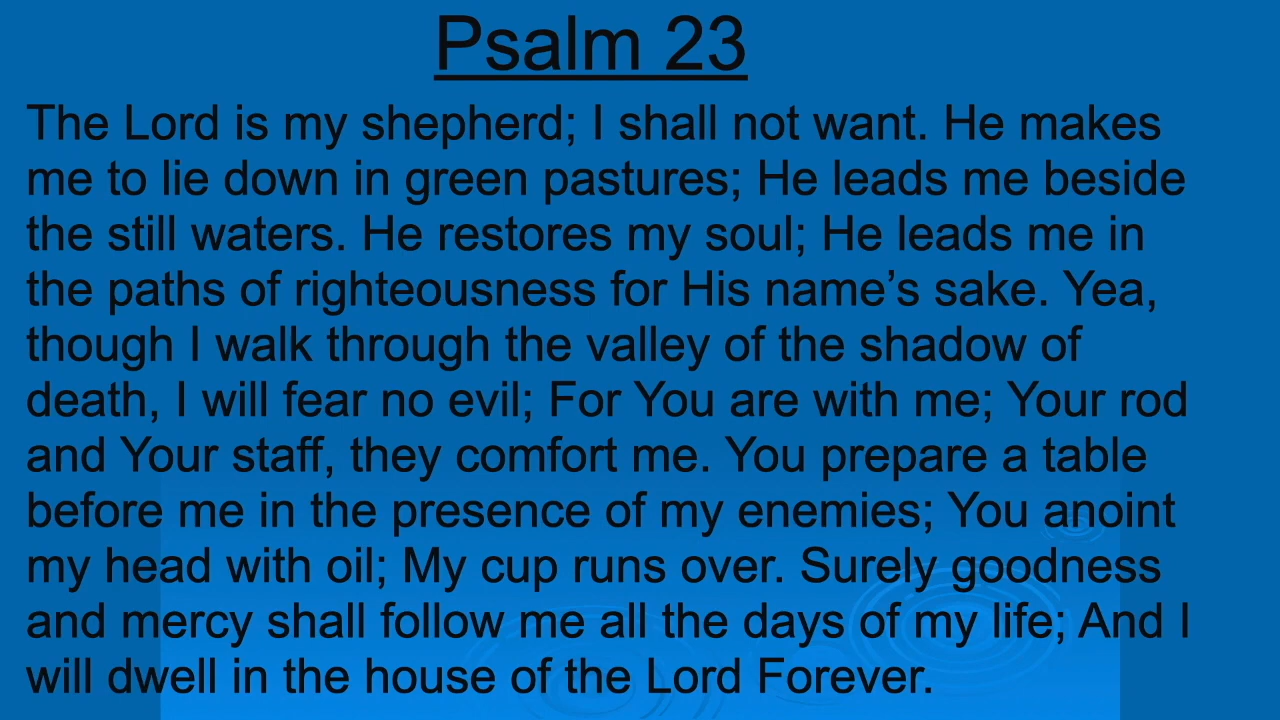 Psalm 23
The Lord is my shepherd; I shall not want. He makes
me to lie down in green pastures; He leads me beside
the still waters. He restores my soul; He leads me in
the paths of righteousness for His name’s sake. Yea,
though I walk through the valley of the shadow of
death, I will fear no evil; For You are with me; Your rod
and Your staff, they comfort me. You prepare a table
before me in the presence of my enemies; You anoint
my head with oil; My cup runs over. Surely goodness
and mercy shall follow me all the days of my life; And I
will dwell in the house of the Lord Forever.